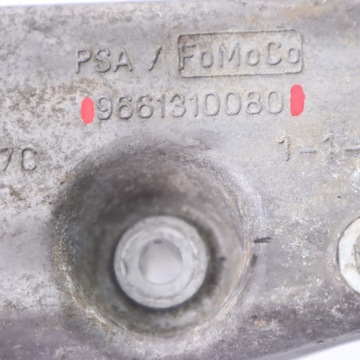 PSA / FoMoCo
9661310080
7C 1-1-